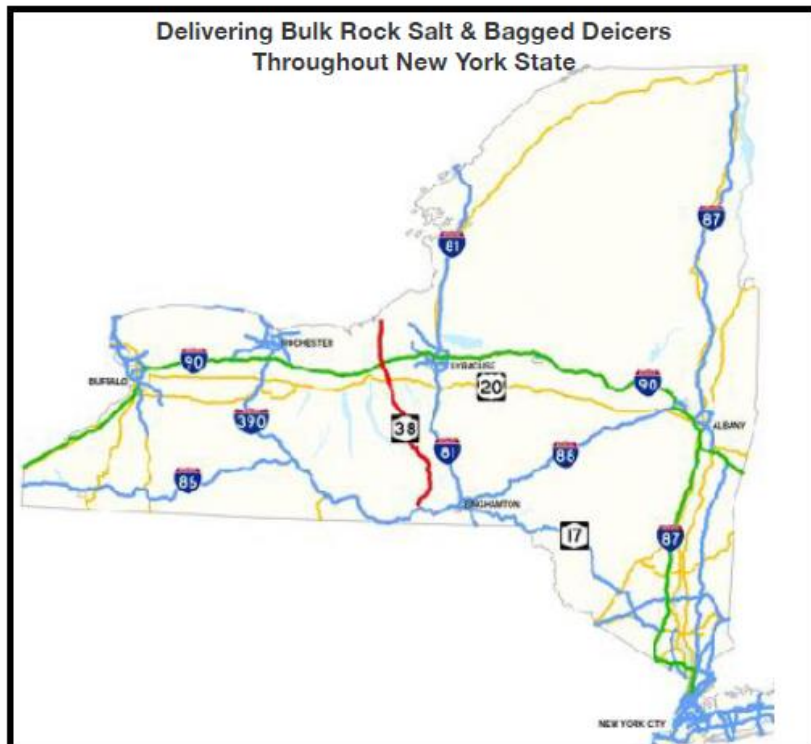 Delivering Bulk Rock Salt & Bagged Deicers
Throughout New York State
87
81
ROCHESTER
90
SYRACUSE
BUFFALO
20
90
390
38
ALBANY
81
88
86
BINGHAMTON
17
87
NEW YORK CTY